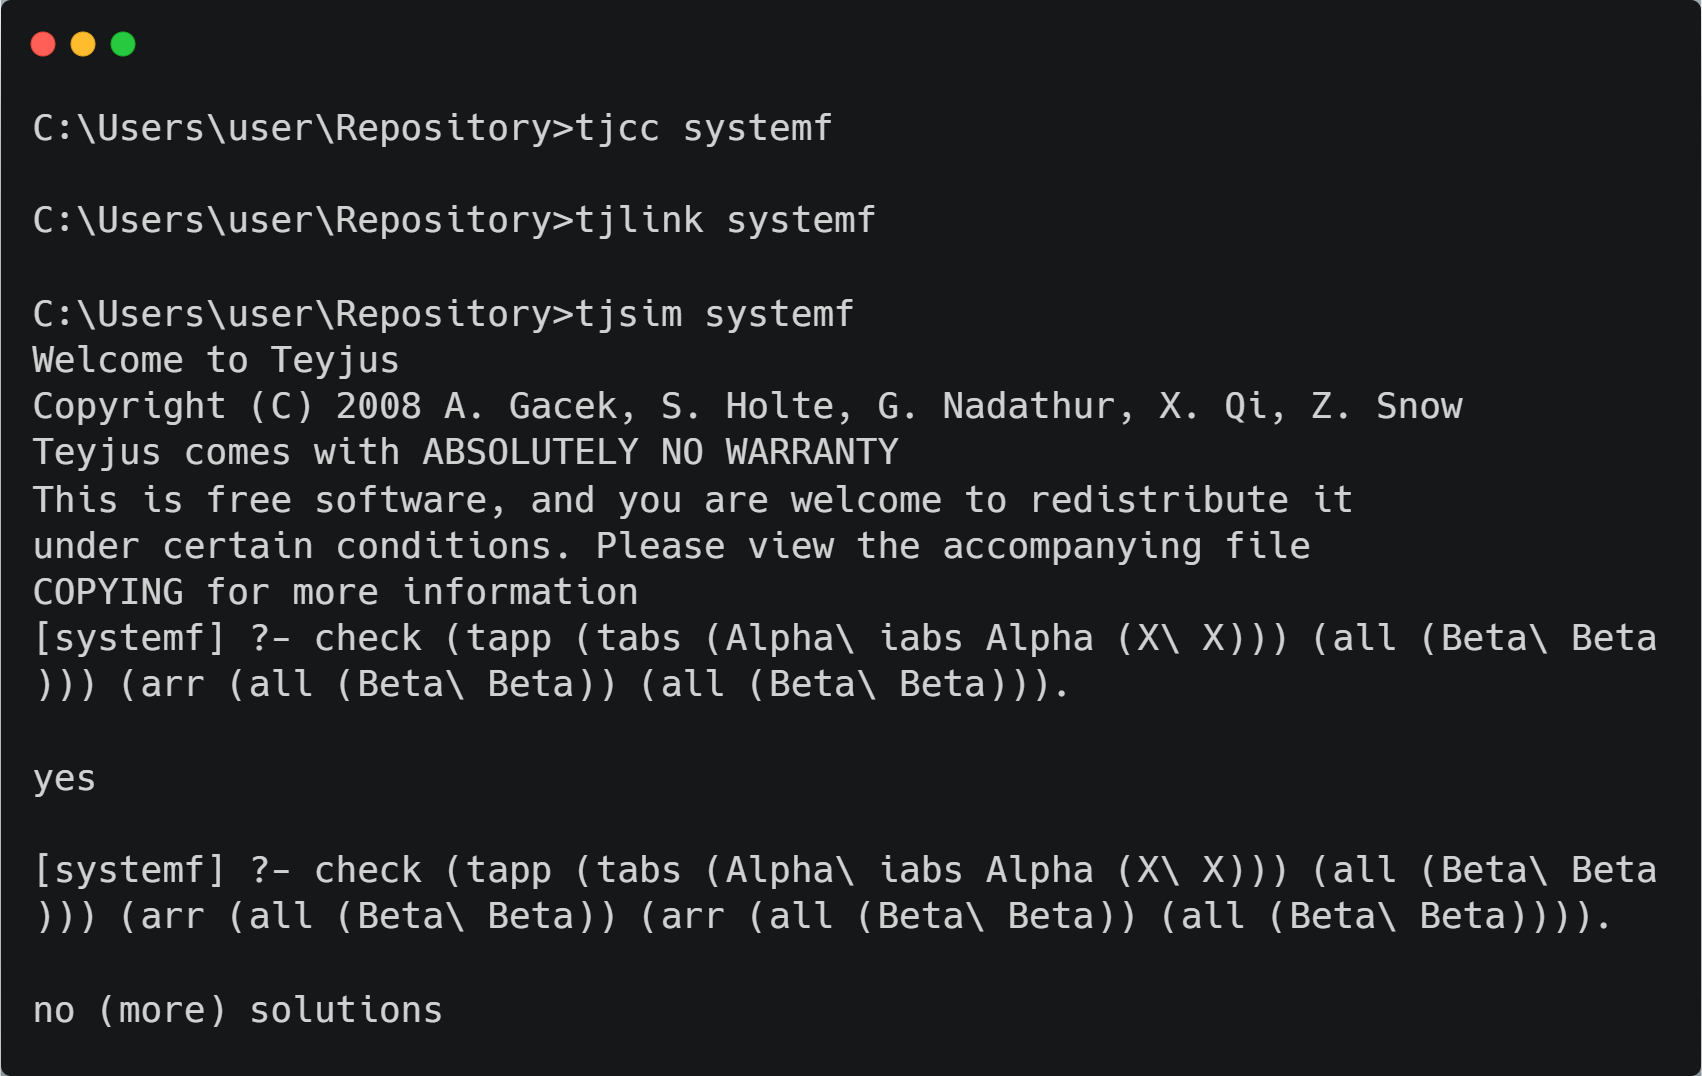 C:\Users\user\Repository>tjcc systemf
C:\Users\user\Repository>tjlink systemf
C:\Users\user\Repository>tjsim systemf
Welcome to Teyjus
Copyright (C) 2008 A. Gacek, S. Holte, G. Nadathur, X. Qi, Z. Snow
Teyjus comes with ABSOLUTELY NO WARRANTY
This is free software, and you are welcome to redistribute it
under certain conditions. Please view the accompanying file
COPYING for more information
[systemf] ?- check (tapp (tabs (Alpha\ iabs Alpha (X\ X))) (all (Beta\ Beta
))) (arr (all (Beta\ Beta)) (all (Beta\ Beta))).
yes
[systemf] ?- check (tapp (tabs (Alpha\ iabs Alpha (X\ X))) (all (Beta\ Beta
))) (arr (all (Beta\ Beta)) (arr (all (Beta\ Beta)) (all (Beta\ Beta)))).
no (more) solutions